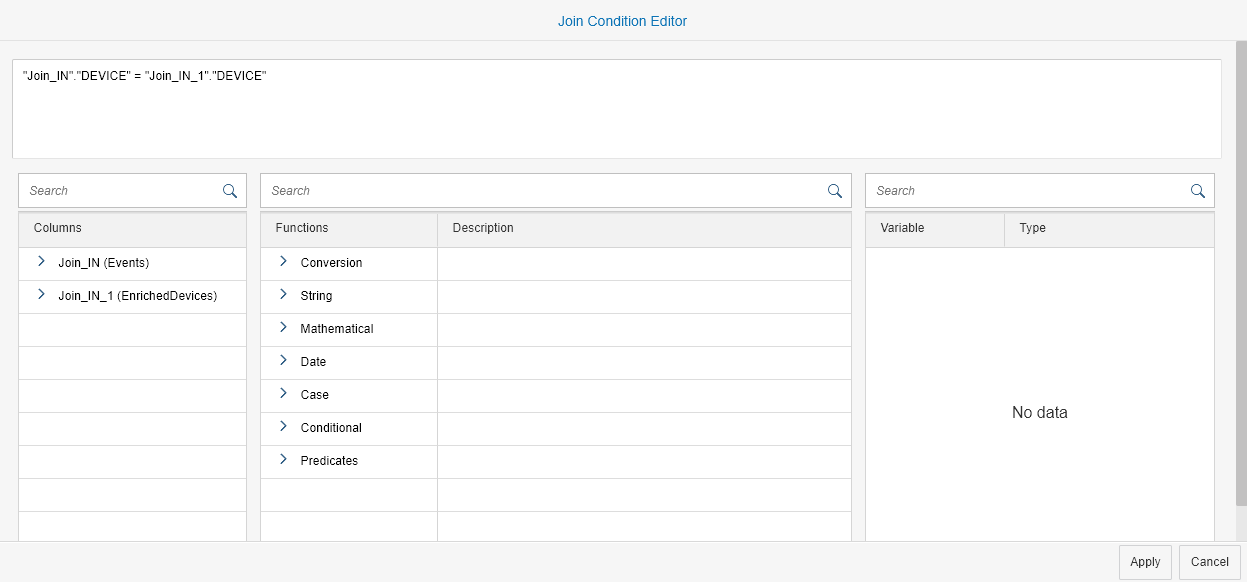 Join Condition Editor
"Join_IN"."DEVICE" = "Join_IN_1"."DEVICE"
Search
Search
Search
Columns
Functions
Description
Variable
Type
Join_IN (Events)
Conversion
Join_IN_1 (EnrichedDevices)
String
Mathematical
Date
Case
No data
Conditional
Predicates
Apply
Cancel